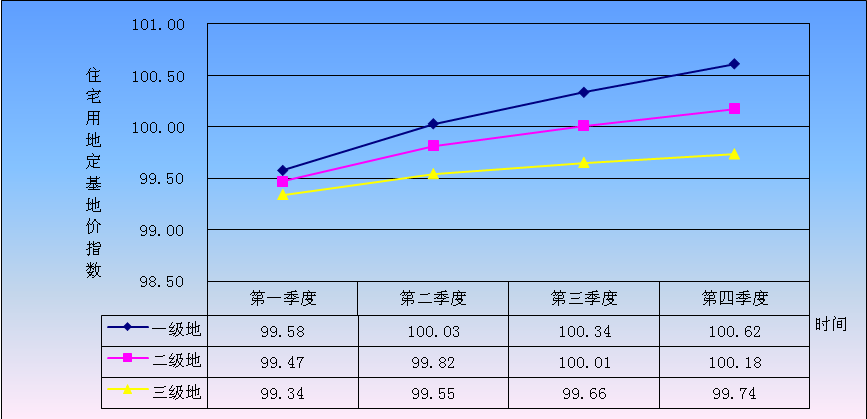 101.00
100.50
100.00
99.50
99.00
98.50
住宅用地定基地价指数
第一季度 第二季度 第三季度 第四季度
时间
一级地 99.58 100.03 100.34 100.62
二级地 99.47 99.82 100.01 100.18
三级地 99.34 99.55 99.66 99.74